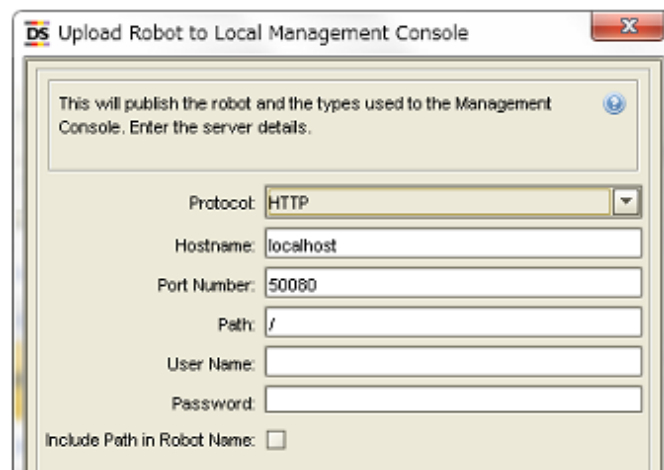 DS Upload Robot to Local Management Console
This will publish the robot and the types used to the Management
Console. Enter the server details.
Protocol: HTTP
Hostname: localhost
Port Number: 50080
Path: /
User Name:
Password:
Include Path in Robot Name: